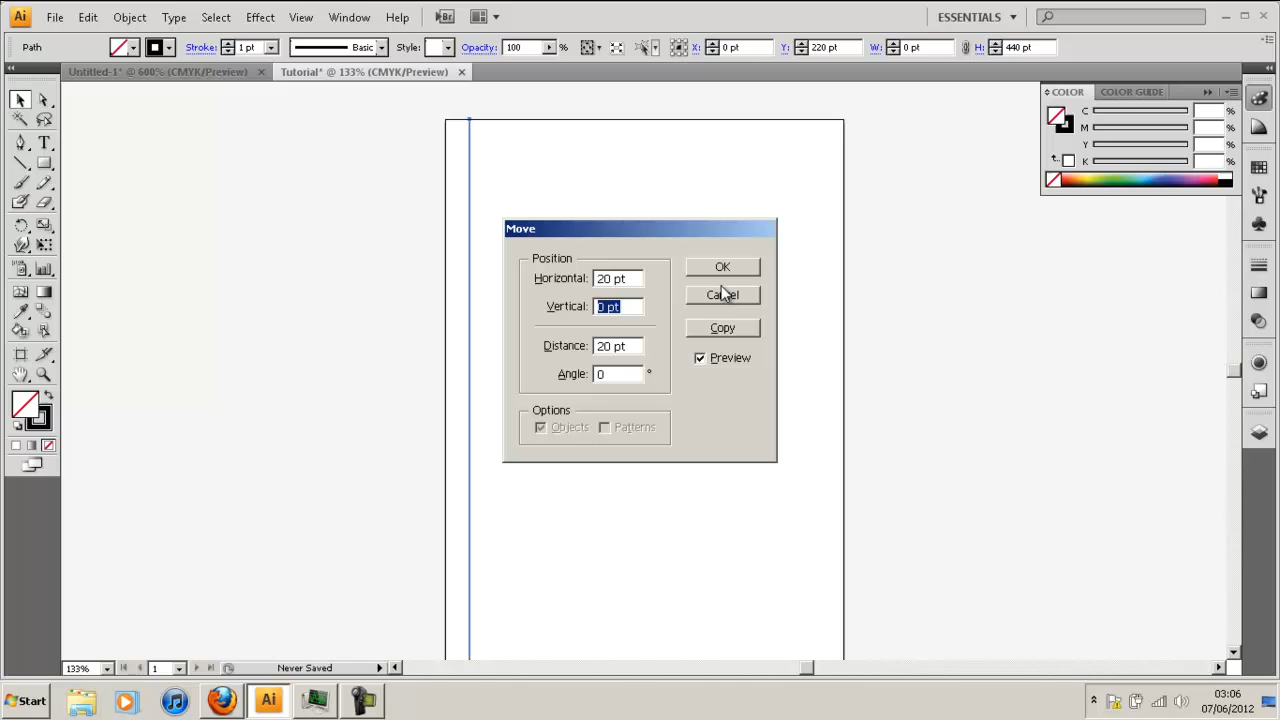 Ai File Edit Object Type Select Effect View Window Help Br ESSENTIALS
Path Stroke: 1 pt Basic Style: Opacity: 100 % X: 0 pt Y: 220 pt W: 0 pt H: 440 pt
Untitled-1* @ 600% (CMYK/Preview) Tutorial* @ 133% (CMYK/Preview)
COLOR COLOR GUIDE
C %
M %
Y %
K %
T
Move
Position
Horizontal: 20 pt
Vertical: 0 pt
Distance: 20 pt
Angle: 0 °
Options
Objects Patterns
OK
Cancel
Copy
Preview
133% 1 Never Saved
Start Ai 03:06
07/06/2012